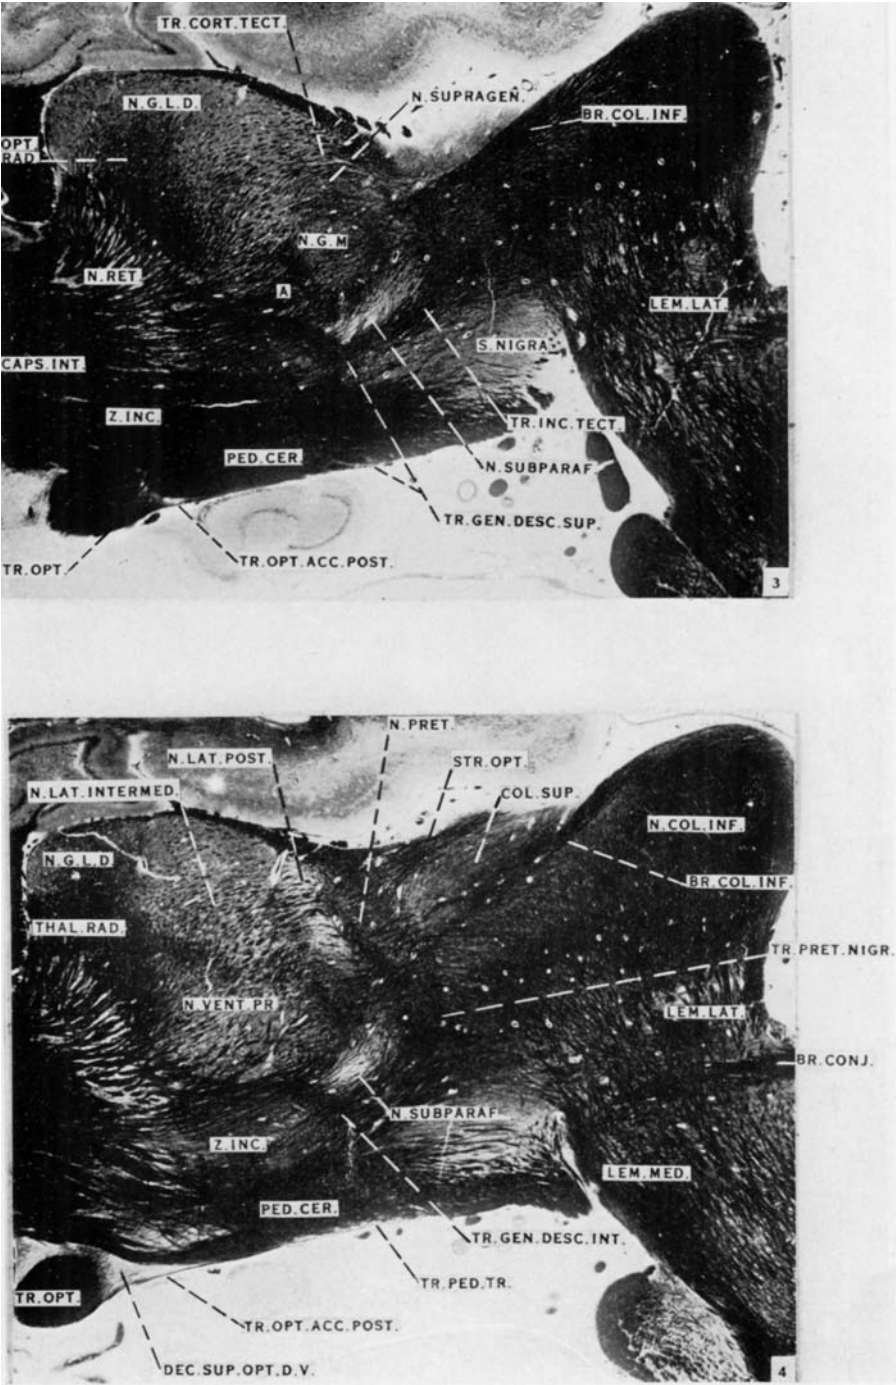 TR.CORT.TECT.
N.G.L.D.
N.SUPRAGEN.
BR.COL.INF.
OPT.
RAD
N.G.M
N.RET
A
LEM.LAT.
S.NIGRA
CAPS.INT.
Z.INC.
TR.INC.TECT.
PED.CER.
N.SUBPARAF
TR.GEN.DESC.SUP.
TR.OPT.
TR.OPT.ACC.POST.
3
N.PRET.
N.LAT.POST.
STR.OPT.
N.LAT.INTERMED.
COL.SUP.
N.COL.INF.
N.G.L.D.
BR.COL.INF.
THAL.RAD.
TR.PRET.NIGR.
N.VENT.PR
LEM.LAT.
BR.CONJ.
N.SUBPARAF
Z.INC.
LEM.MED.
PED.CER.
TR.GEN.DESC.INT.
TR.PED.TR.
TR.OPT.
TR.OPT.ACC.POST.
DEC.SUP.OPT.D.V.
4